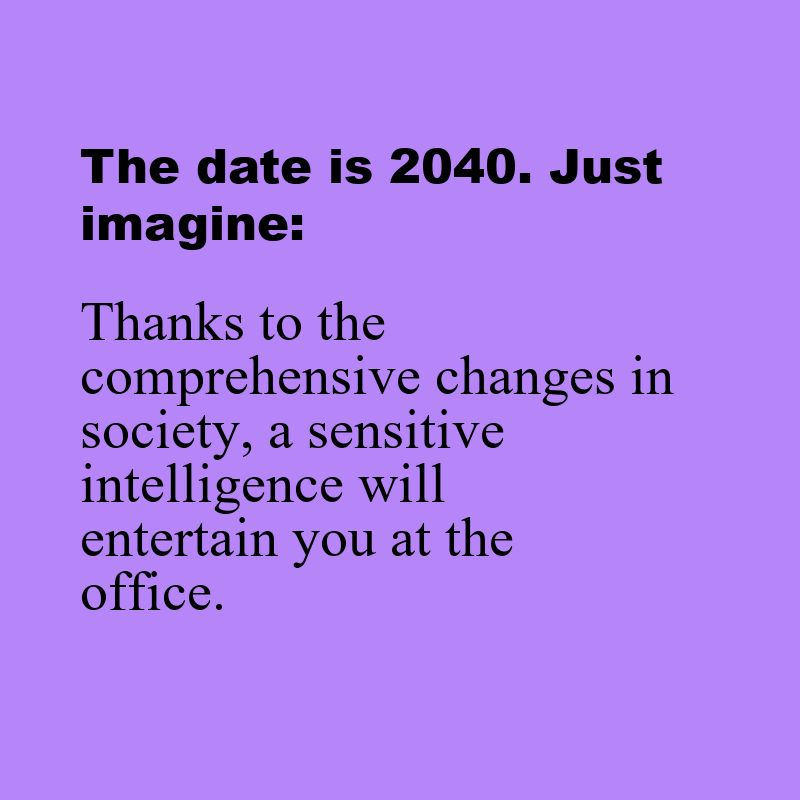 The date is 2040. Just
imagine:
Thanks to the
comprehensive changes in
society, a sensitive
intelligence will
entertain you at the
office.